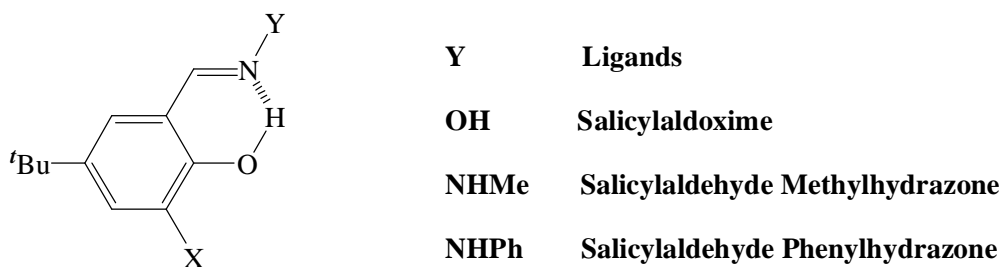 Y
N
H
O
ᵗBu
X
Y Ligands
OH Salicylaldoxime
NHMe Salicylaldehyde Methylhydrazone
NHPh Salicylaldehyde Phenylhydrazone